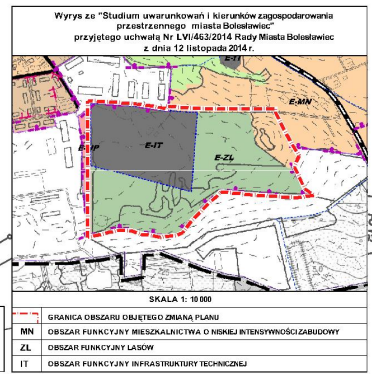 Wyrys ze "Studium uwarunkowań i kierunków zagospodarowania
przestrzennego miasta Bolesławiec"
przyjętego uchwałą Nr LVI/463/2014 Rady Miasta Bolesławiec
z dnia 12 listopada 2014 r.
E-IT
E-MN
E-IT
E-ZL
SKALA 1: 10 000
GRANICA OBSZARU OBJĘTEGO ZMIANĄ PLANU
MN OBSZAR FUNKCYJNY MIESZKALNICTWA O NISKIEJ INTENSYWNOŚCI ZABUDOWY
ZL OBSZAR FUNKCYJNY LASÓW
IT OBSZAR FUNKCYJNY INFRASTRUKTURY TECHNICZNEJ